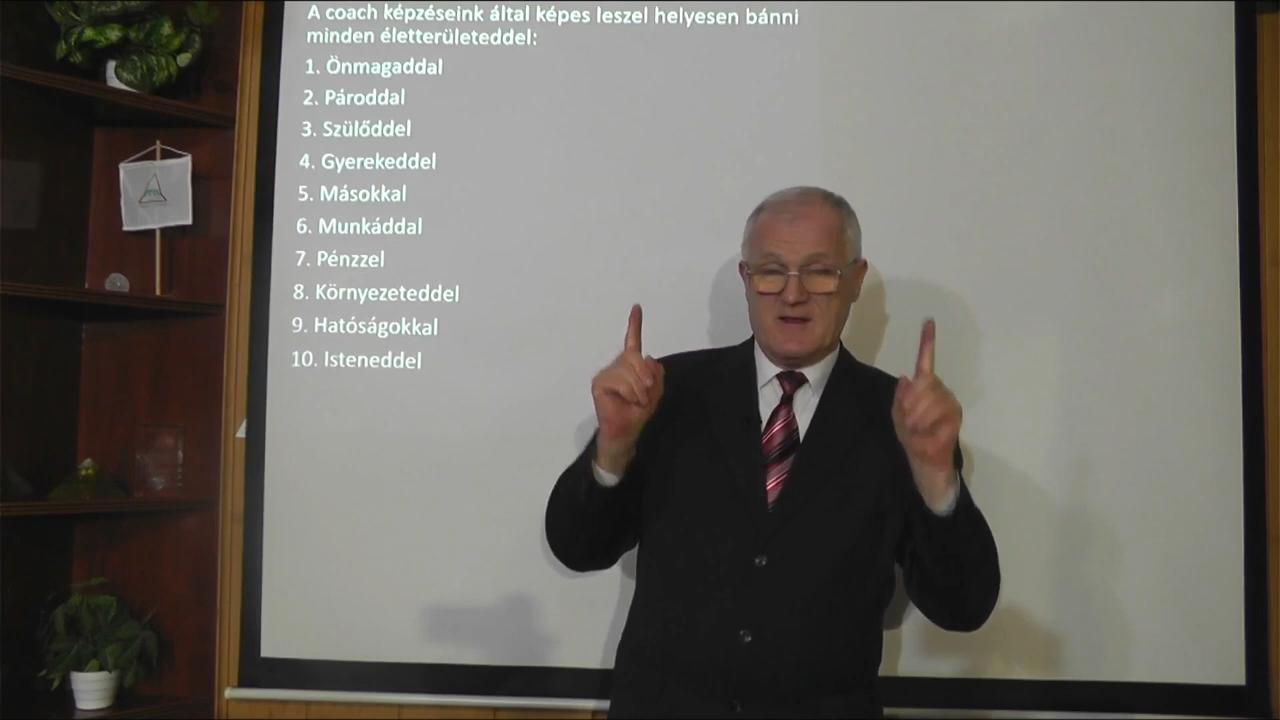 A coach képzéseink által képes leszel helyesen bánni
minden életterületeddel:
1. Önmagaddal
2. Pároddal
3. Szülőddel
4. Gyerekeddel
5. Másokkal
6. Munkáddal
7. Pénzzel
8. Környezeteddel
9. Hatóságokkal
10. Isteneddel